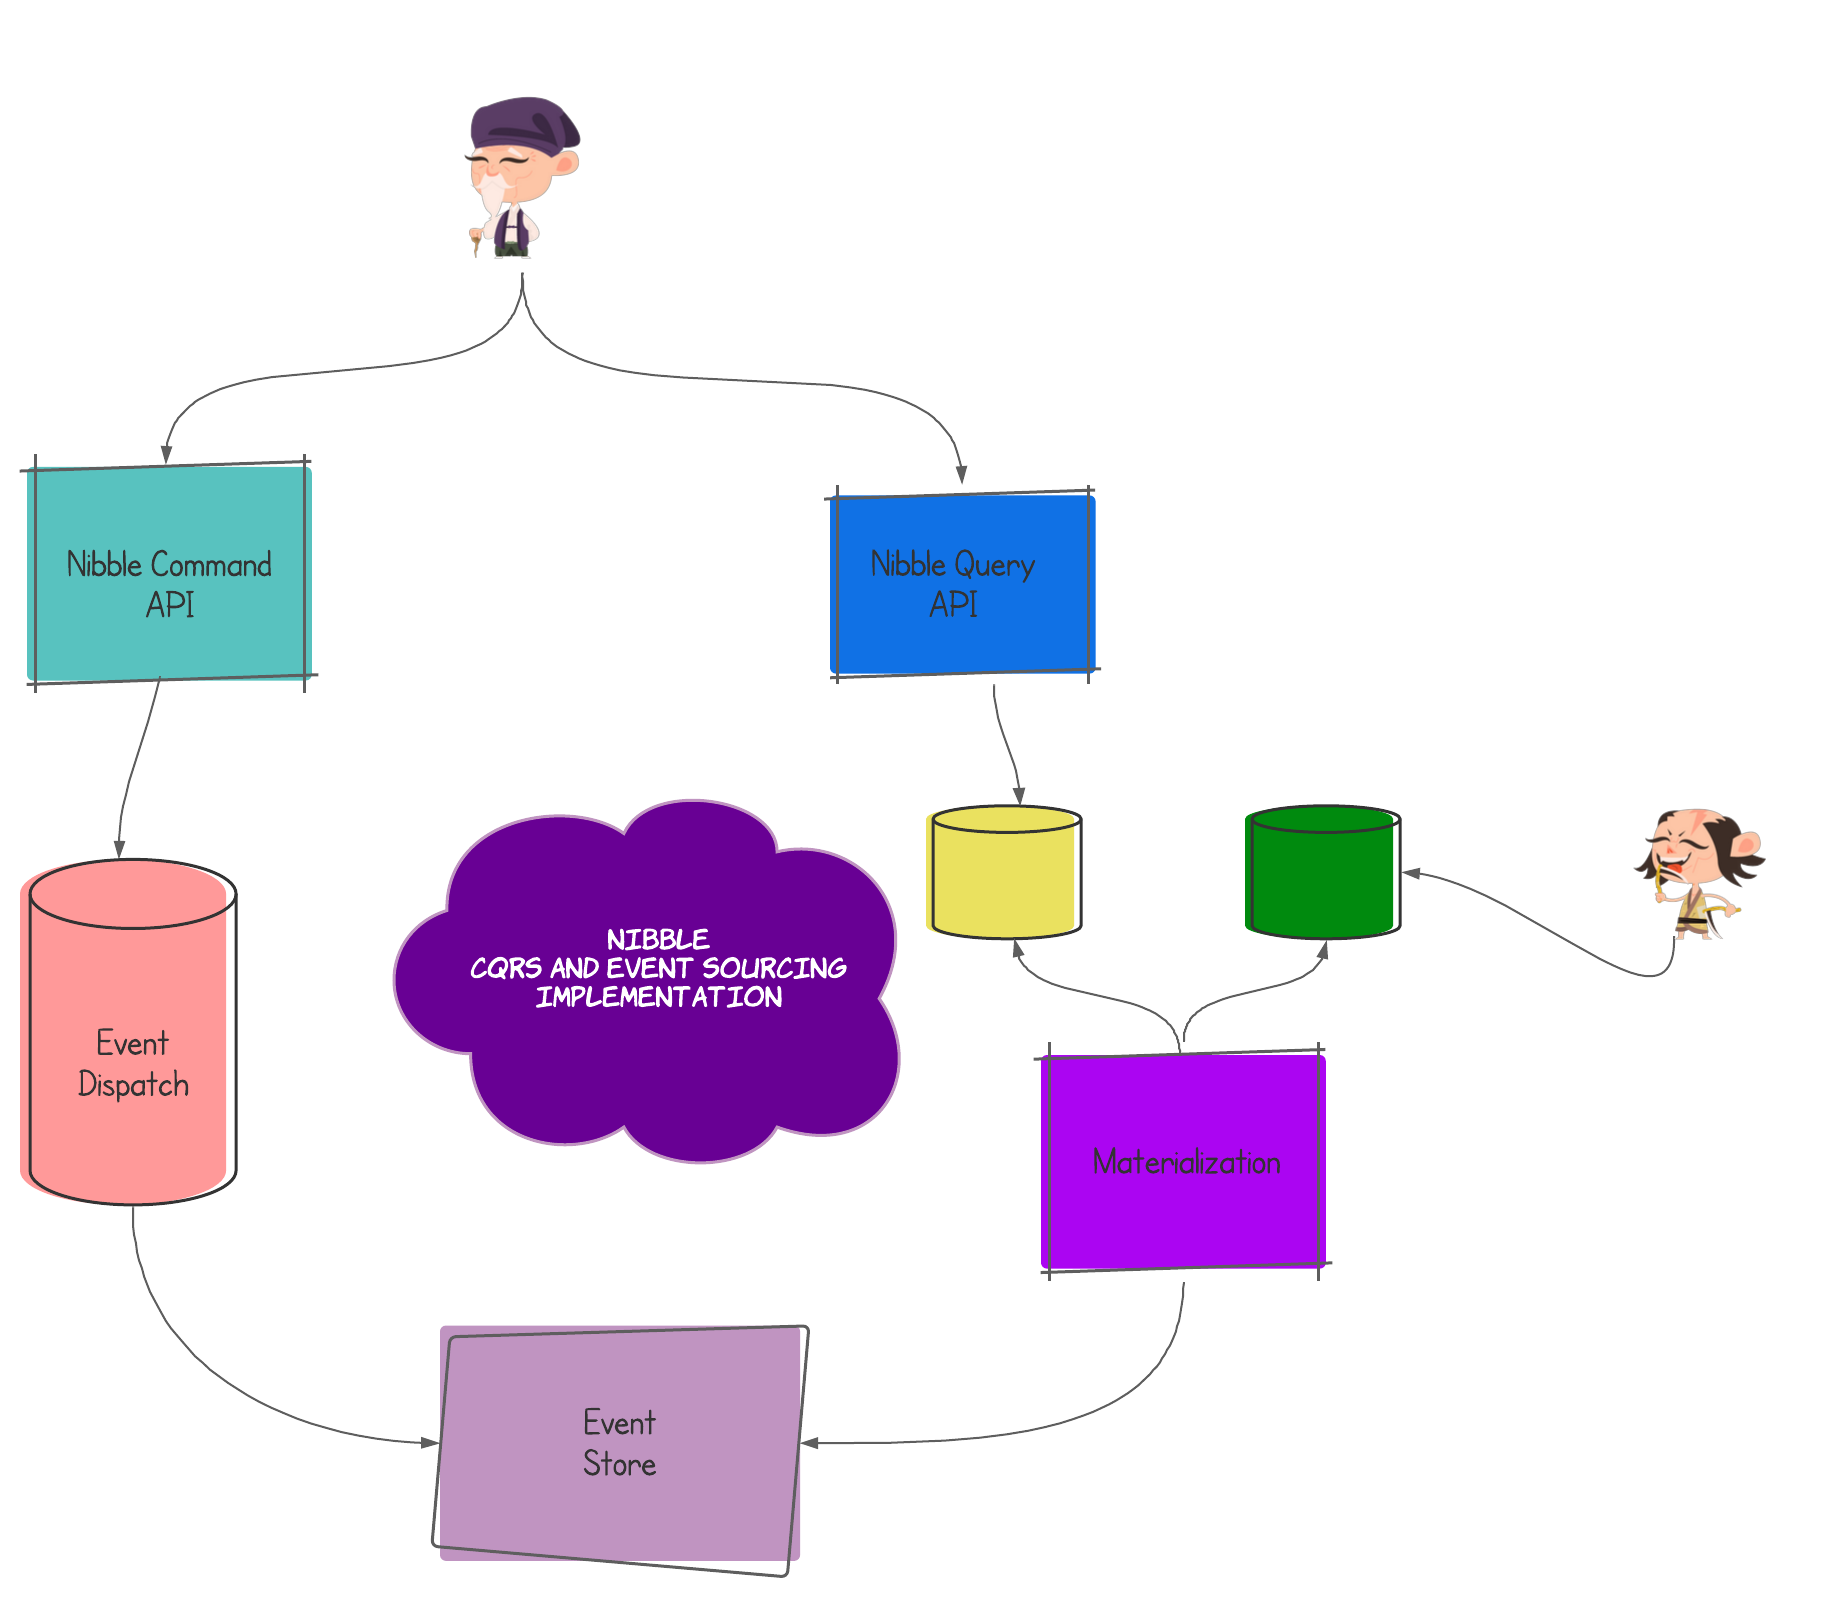 Nibble Command
API
Nibble Query
API
NIBBLE
CQRS AND EVENT SOURCING
IMPLEMENTATION
Event
Dispatch
Materialization
Event
Store